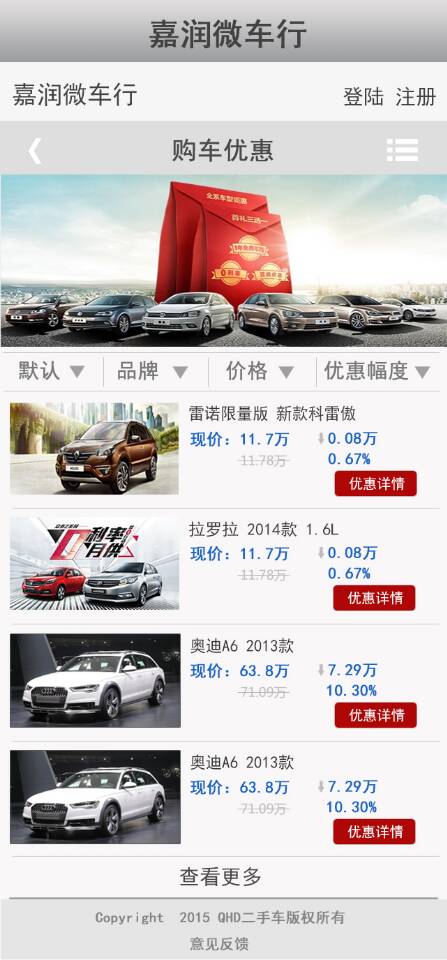 嘉润微车行
嘉润微车行 登陆 注册
购车优惠
全系车型钜惠
首礼三选一
0利率
默认 品牌 价格 优惠幅度
雷诺限量版 新款科雷傲
现价：11.7万 0.08万
11.78万 0.67%
优惠详情
利率
0
月供
拉罗拉 2014款 1.6L
现价：11.7万 0.08万
11.78万 0.67%
优惠详情
奥迪A6 2013款
现价：63.8万 7.29万
71.09万 10.30%
优惠详情
奥迪A6 2013款
现价：63.8万 7.29万
71.09万 10.30%
优惠详情
查看更多
Copyright 2015 QHD二手车版权所有
意见反馈